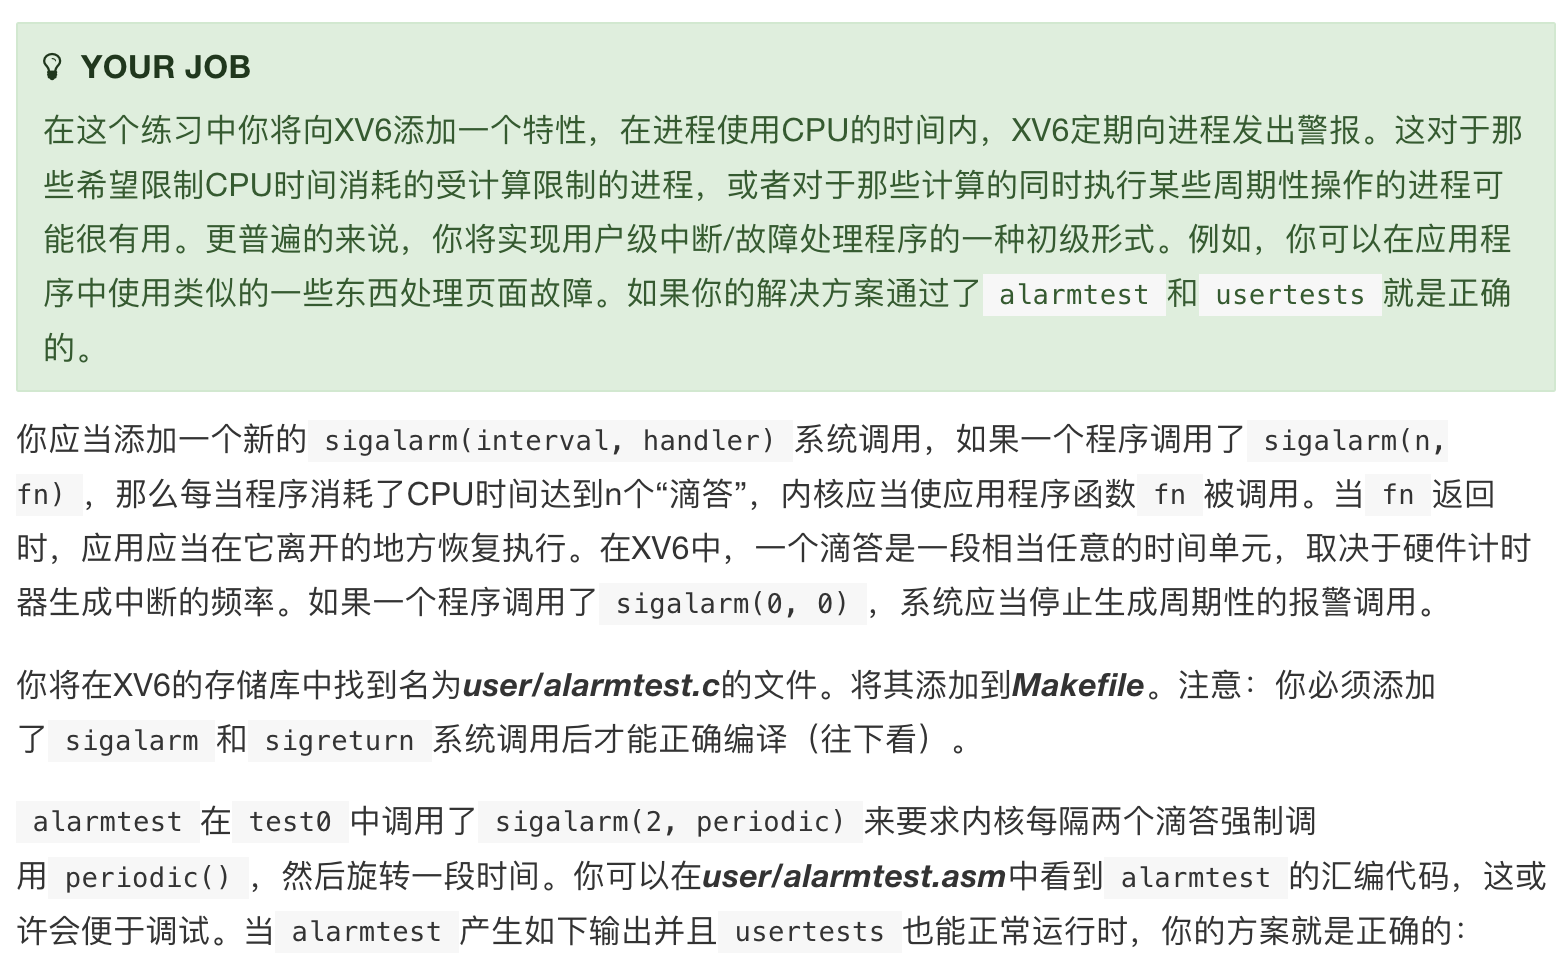 YOUR JOB
在这个练习中你将向XV6添加一个特性，在进程使用CPU的时间内，XV6定期向进程发出警报。这对于那
些希望限制CPU时间消耗的受计算限制的进程，或者对于那些计算的同时执行某些周期性操作的进程可
能很有用。更普遍的来说，你将实现用户级中断/故障处理程序的一种初级形式。例如，你可以在应用程
序中使用类似的一些东西处理页面故障。如果你的解决方案通过了 alarmtest 和 usertests 就是正确
的。
你应当添加一个新的 sigalarm(interval, handler) 系统调用，如果一个程序调用了 sigalarm(n,
fn) ，那么每当程序消耗了CPU时间达到n个“滴答”，内核应当使应用程序函数 fn 被调用。当 fn 返回
时，应用应当在它离开的地方恢复执行。在XV6中，一个滴答是一段相当任意的时间单元，取决于硬件计时
器生成中断的频率。如果一个程序调用了 sigalarm(0, 0) ，系统应当停止生成周期性的报警调用。
你将在XV6的存储库中找到名为user/alarmtest.c的文件。将其添加到Makefile。注意：你必须添加
了 sigalarm 和 sigreturn 系统调用后才能正确编译（往下看）。
alarmtest 在 test0 中调用了 sigalarm(2, periodic) 来要求内核每隔两个滴答强制调
用 periodic() ，然后旋转一段时间。你可以在user/alarmtest.asm中看到 alarmtest 的汇编代码，这或
许会便于调试。当 alarmtest 产生如下输出并且 usertests 也能正常运行时，你的方案就是正确的：